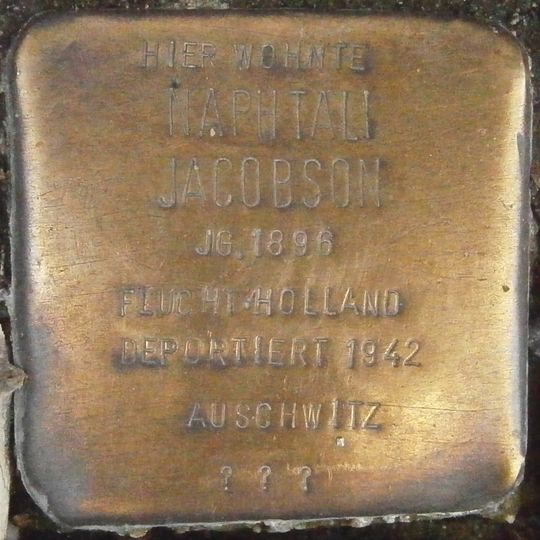 HIER WOHNTE
NAPHTALI
JACOBSON
JG. 1896
FLUCHT HOLLAND
DEPORTIERT 1942
AUSCHWITZ
? ? ?